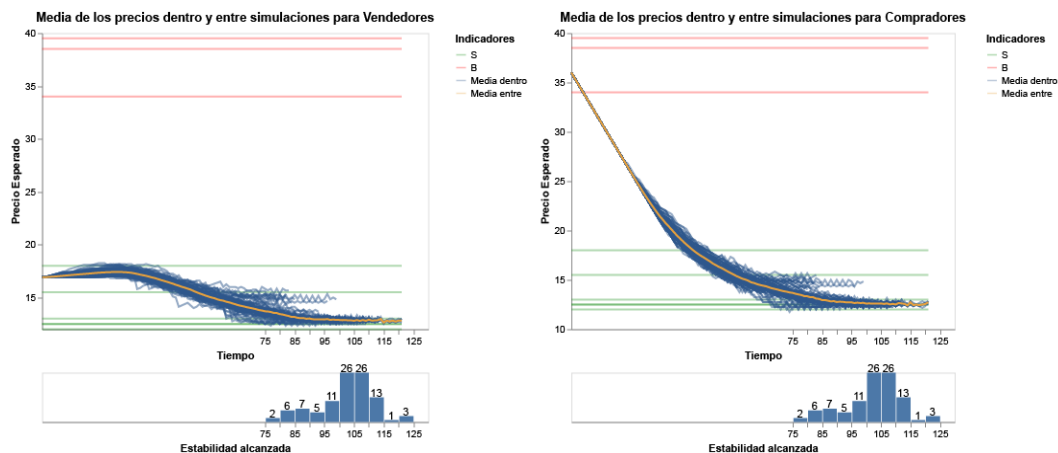 Media de los precios dentro y entre simulaciones para Vendedores
Indicadores
S
B
Media dentro
Media entre
Precio Esperado
40
35
30
25
20
15
75 85 95 105 115 125
Tiempo
2 6 7 5 11 26 26 13 1 3
75 85 95 105 115 125
Estabilidad alcanzada
Media de los precios dentro y entre simulaciones para Compradores
Indicadores
S
B
Media dentro
Media entre
Precio Esperado
40
35
30
25
20
15
10
75 85 95 105 115 125
Tiempo
2 6 7 5 11 26 26 13 1 3
75 85 95 105 115 125
Estabilidad alcanzada